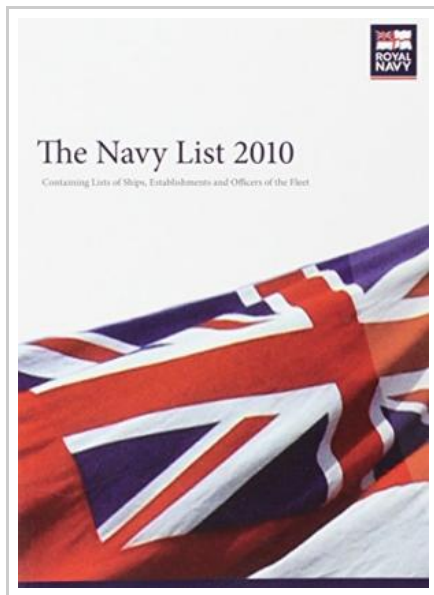 ROYAL
NAVY
The Navy List 2010
Containing Lists of Ships, Establishments and Officers of the Fleet